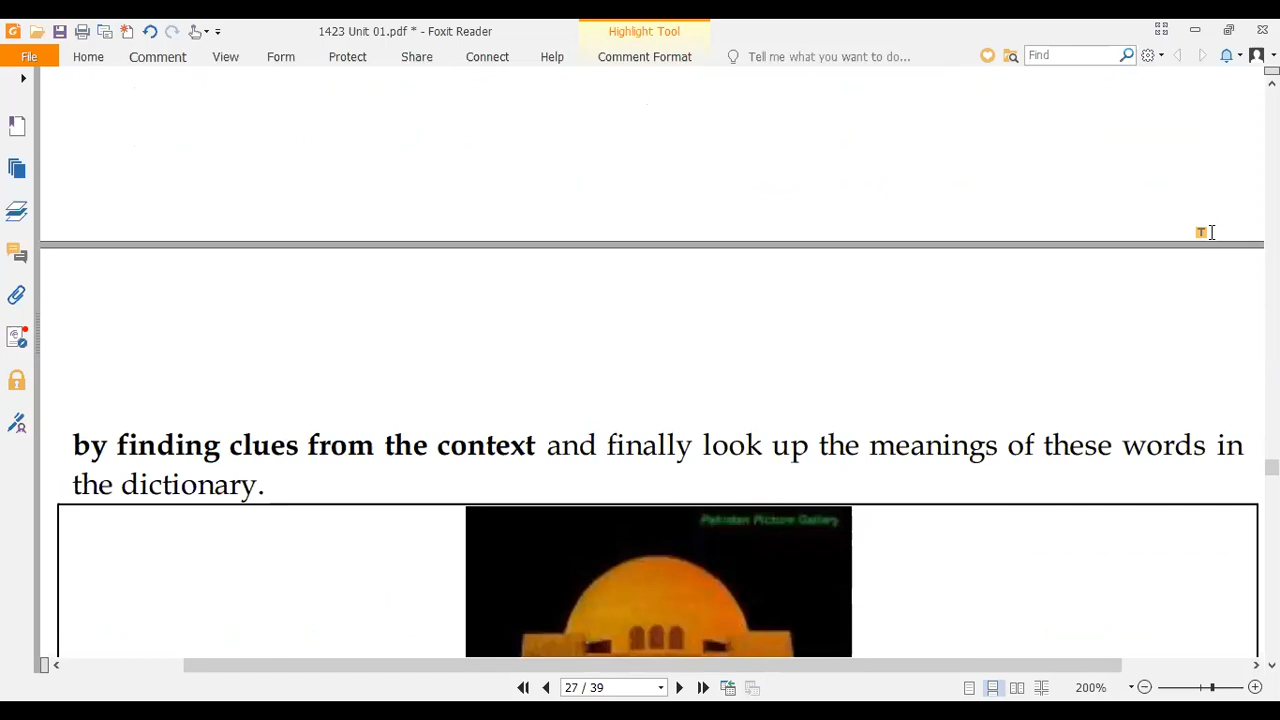 1423 Unit 01.pdf * - Foxit Reader
Highlight Tool
File Home Comment View Form Protect Share Connect Help Comment Format Tell me what you want to do... Find
T
by finding clues from the context and finally look up the meanings of these words in
the dictionary.
Pakistan Picture Gallery
27 / 39
200%